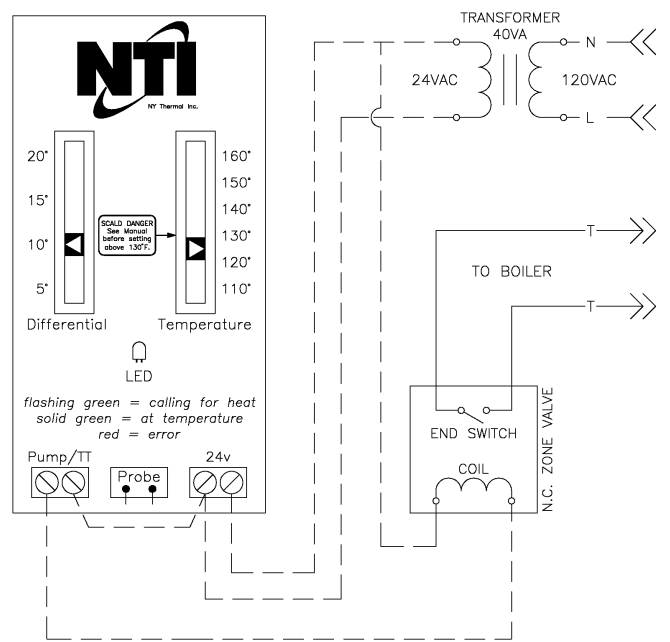 NTI
NY Thermal Inc.
TRANSFORMER
40VA
24VAC
120VAC
N
L
20°
15°
10°
5°
Differential
SCALD DANGER
See Manual
before setting
above 130°F.
160°
150°
140°
130°
120°
110°
Temperature
LED
flashing green = calling for heat
solid green = at temperature
red = error
Pump/TT
Probe
24v
T
TO BOILER
T
END SWITCH
COIL
N.C. ZONE VALVE